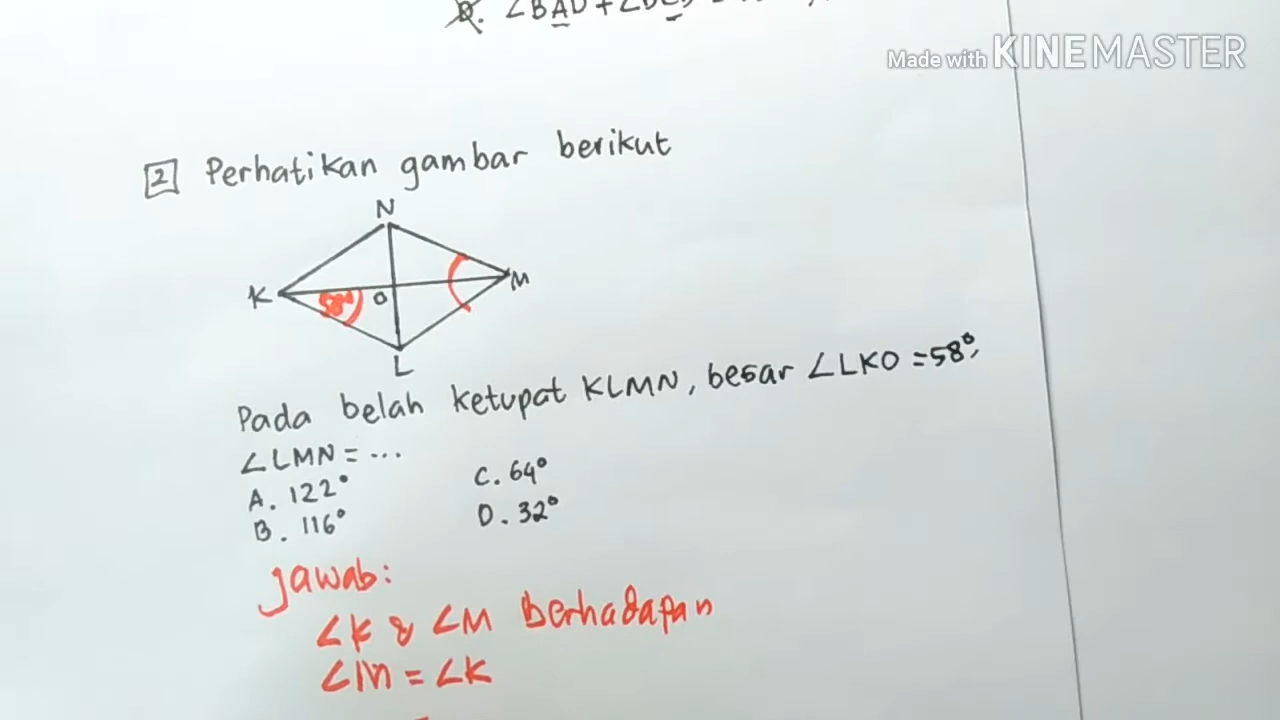 D. ∠BAD + ∠
Made with KINEMASTER
2 Perhatikan gambar berikut
N
K 58° O M
L
Pada belah ketupat KLMN, besar ∠LKO = 58°,
∠LMN = ...
A. 122° C. 64°
B. 116° D. 32°
Jawab:
∠K & ∠M Berhadapan
∠M = ∠K